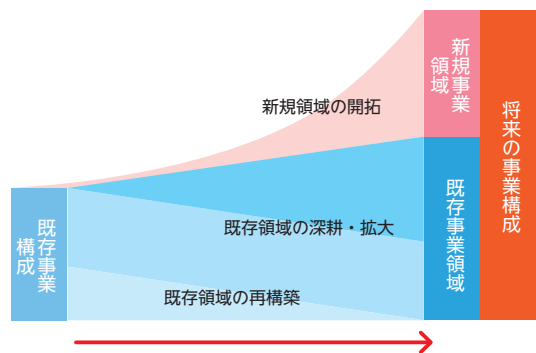 新規事業
領域
新規領域の開拓
将来の事業構成
既存事業
構成
既存領域の深耕・拡大
既存事業領域
既存領域の再構築